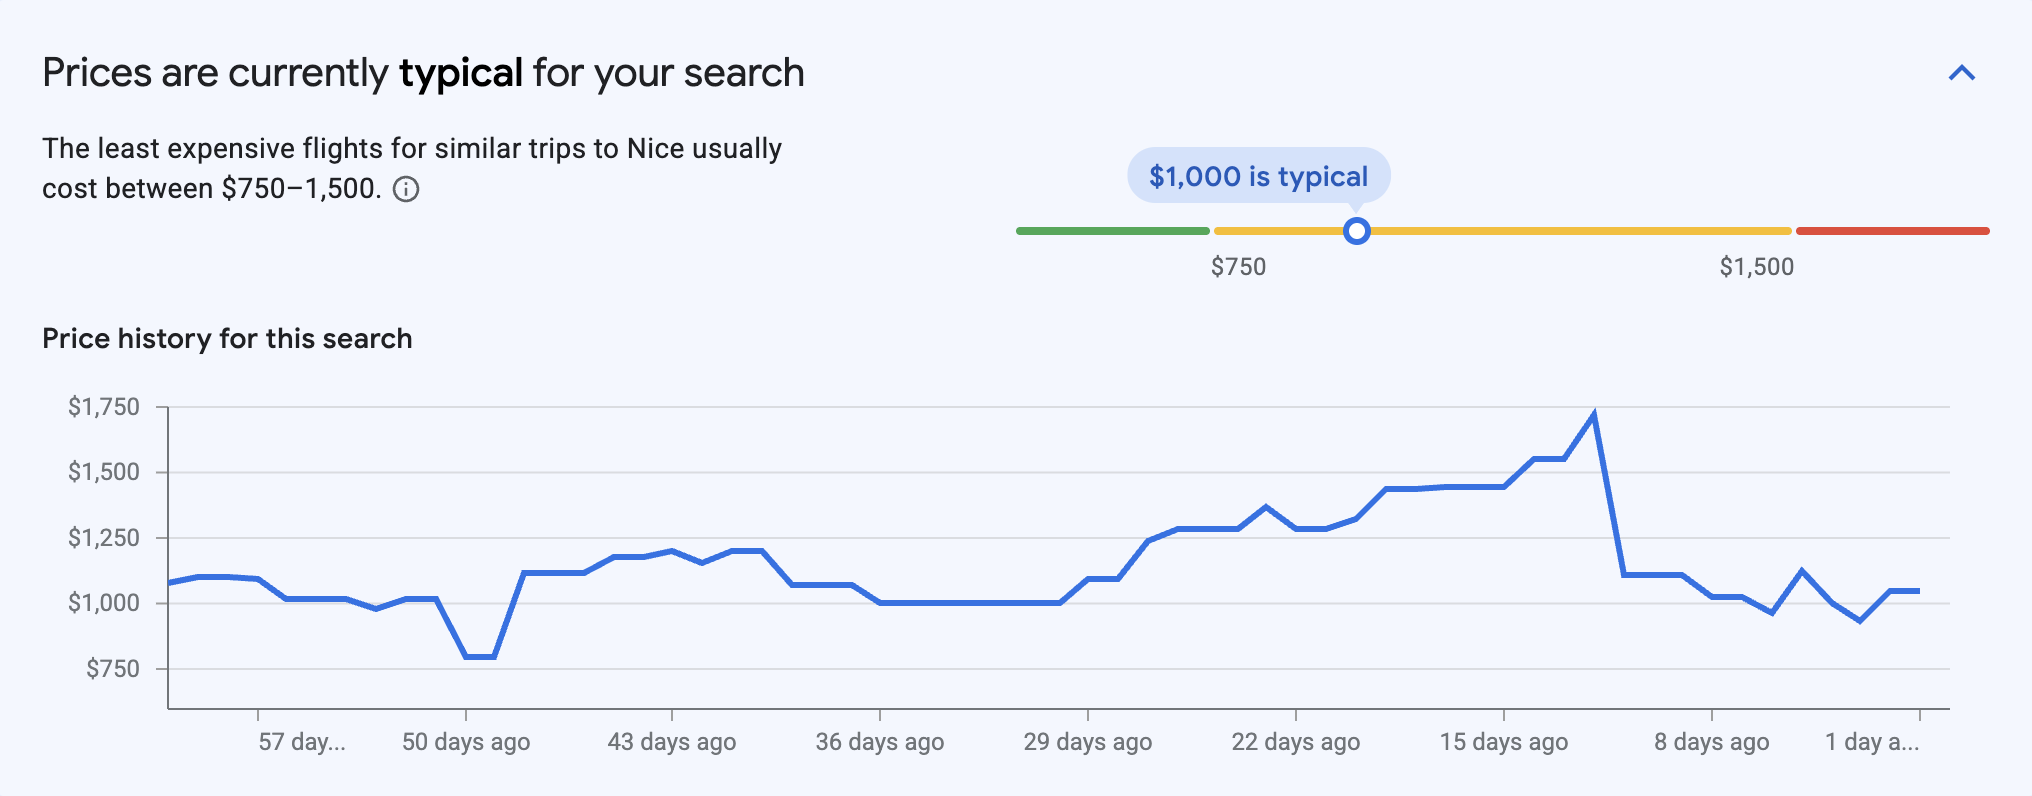 Prices are currently typical for your search
The least expensive flights for similar trips to Nice usually
cost between $750–1,500.
$1,000 is typical
$750
$1,500
Price history for this search
$1,750
$1,500
$1,250
$1,000
$750
57 day...
50 days ago
43 days ago
36 days ago
29 days ago
22 days ago
15 days ago
8 days ago
1 day a...